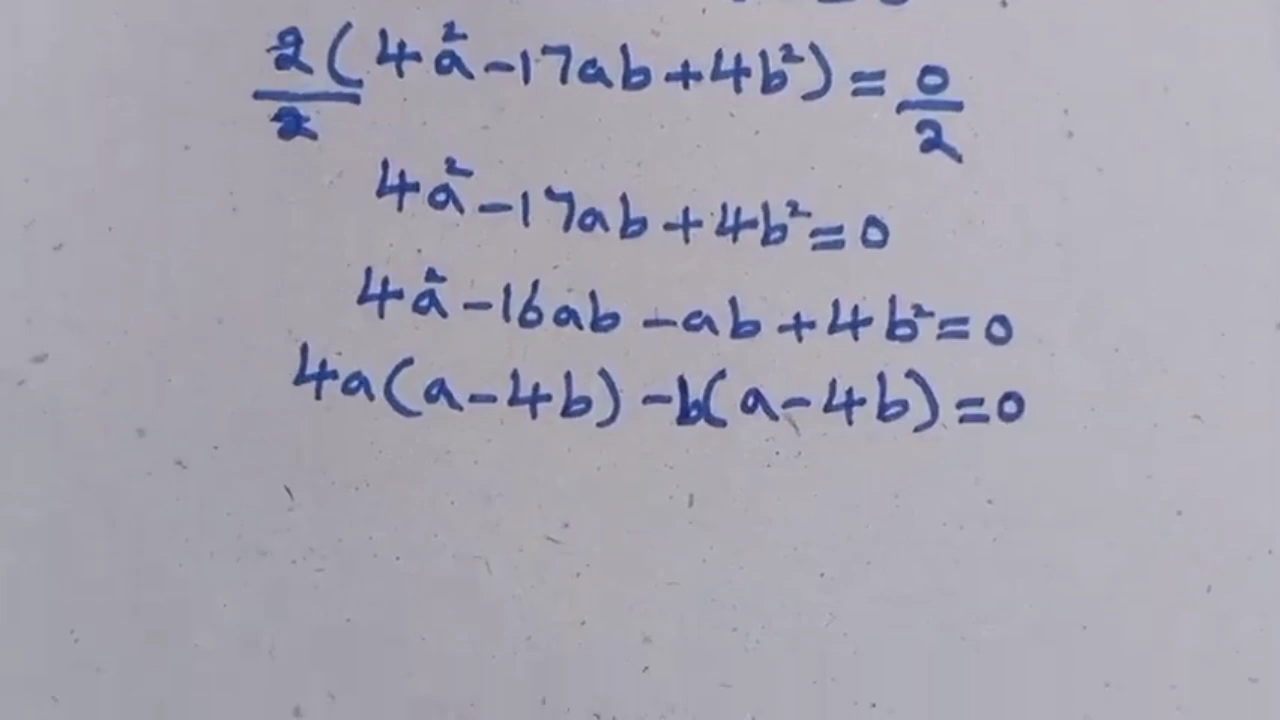 2(4a²-17ab+4b²) = 0
2 2
4a²-17ab+4b²=0
4a²-16ab-ab+4b²=0
4a(a-4b)-b(a-4b)=0